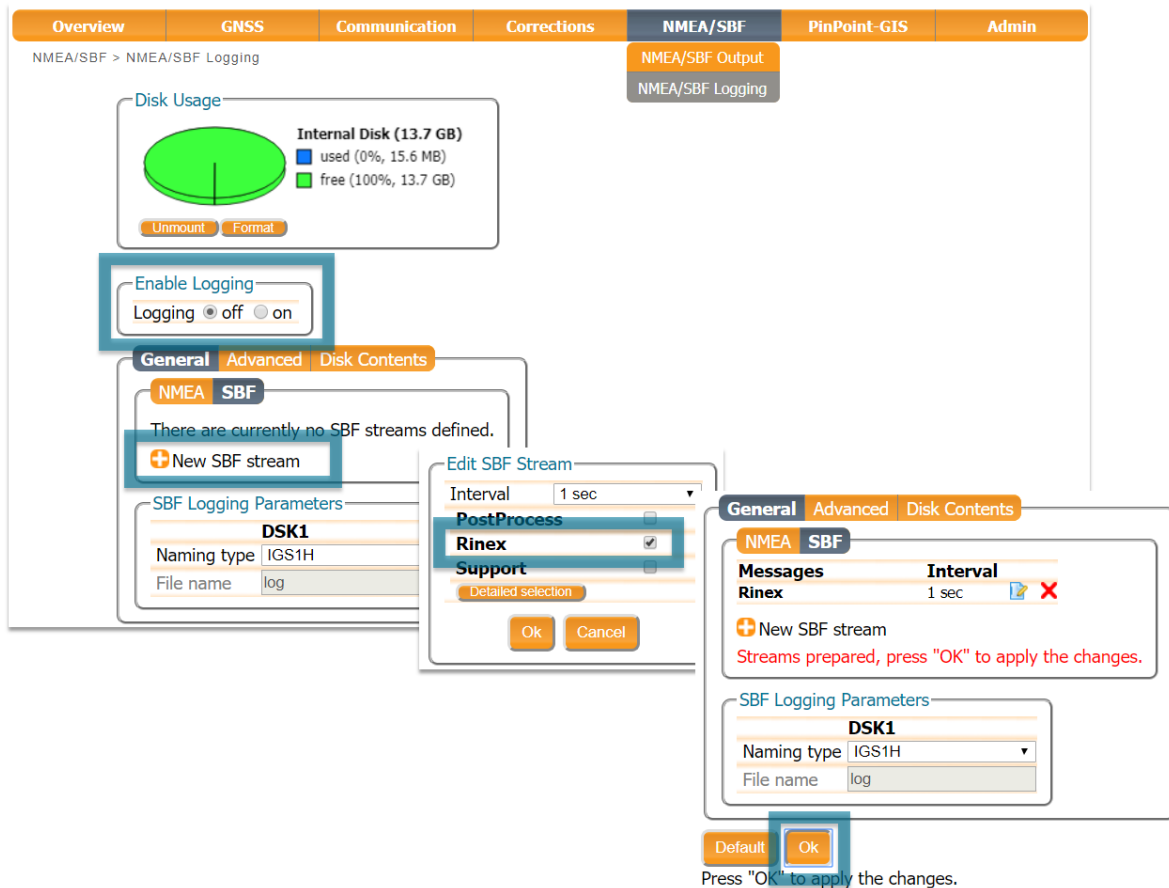 Overview GNSS Communication Corrections NMEA/SBF PinPoint-GIS Admin
NMEA/SBF > NMEA/SBF Logging
NMEA/SBF Output
NMEA/SBF Logging
Disk Usage
Internal Disk (13.7 GB)
used (0%, 15.6 MB)
free (100%, 13.7 GB)
Unmount Format
Enable Logging
Logging off on
General Advanced Disk Contents
NMEA SBF
There are currently no SBF streams defined.
New SBF stream
SBF Logging Parameters
DSK1
Naming type IGS1H
File name log
Edit SBF Stream
Interval 1 sec
PostProcess
Rinex
Support
Detailed selection
Ok Cancel
General Advanced Disk Contents
NMEA SBF
Messages Interval
Rinex 1 sec
New SBF stream
Streams prepared, press "OK" to apply the changes.
SBF Logging Parameters
DSK1
Naming type IGS1H
File name log
Default Ok
Press "OK" to apply the changes.